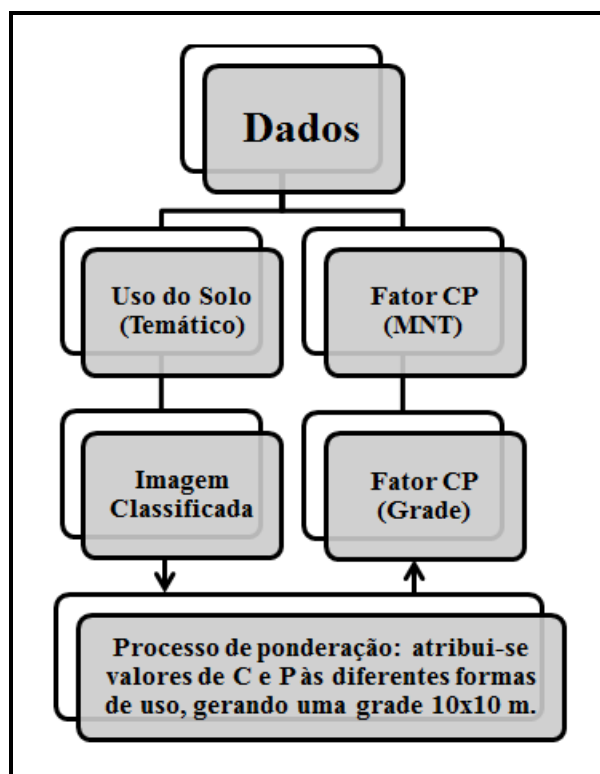 Dados
Uso do Solo
(Temático)
Fator CP
(MNT)
Imagem
Classificada
Fator CP
(Grade)
Processo de ponderação: atribui-se
valores de C e P às diferentes formas
de uso, gerando uma grade 10x10 m.